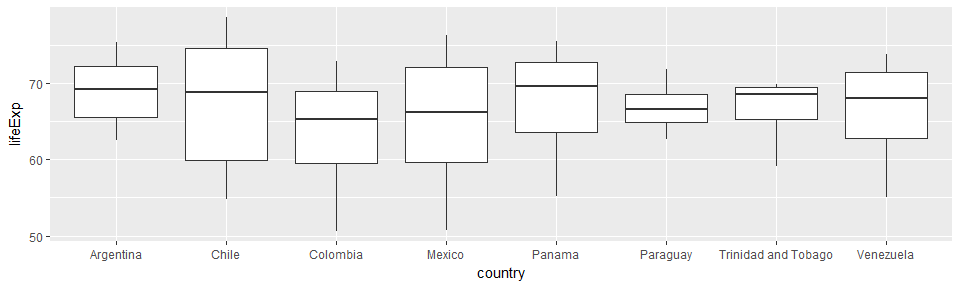 lifeExp
70
60
50
Argentina Chile Colombia Mexico Panama Paraguay Trinidad and Tobago Venezuela
country